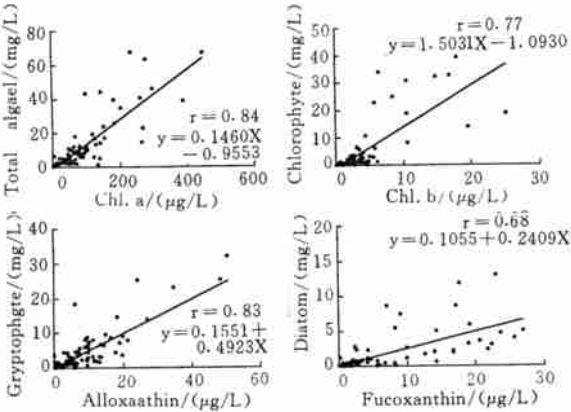 80
60
40
20
0
Total algael/(mg/L)
r=0.84
y=0.1460X
−0.9553
0 200 400 600
Chl. a/(μg/L)
r=0.77
y=1.5031X−1.0930
50
40
30
20
10
0
Chlorophyte/(mg/L)
0 10 20 30
Chl. b/(μg/L)
40
30
20
10
0
Gryptophgte/(mg/L)
r=0.83
y=0.1551+
0.4923X
0 20 40 60
Alloxaathin/(μg/L)
r=0.68
y=0.1055+0.2409X
20
15
10
5
0
Diatom/(mg/L)
0 10 20 30
Fucoxanthin/(μg/L)